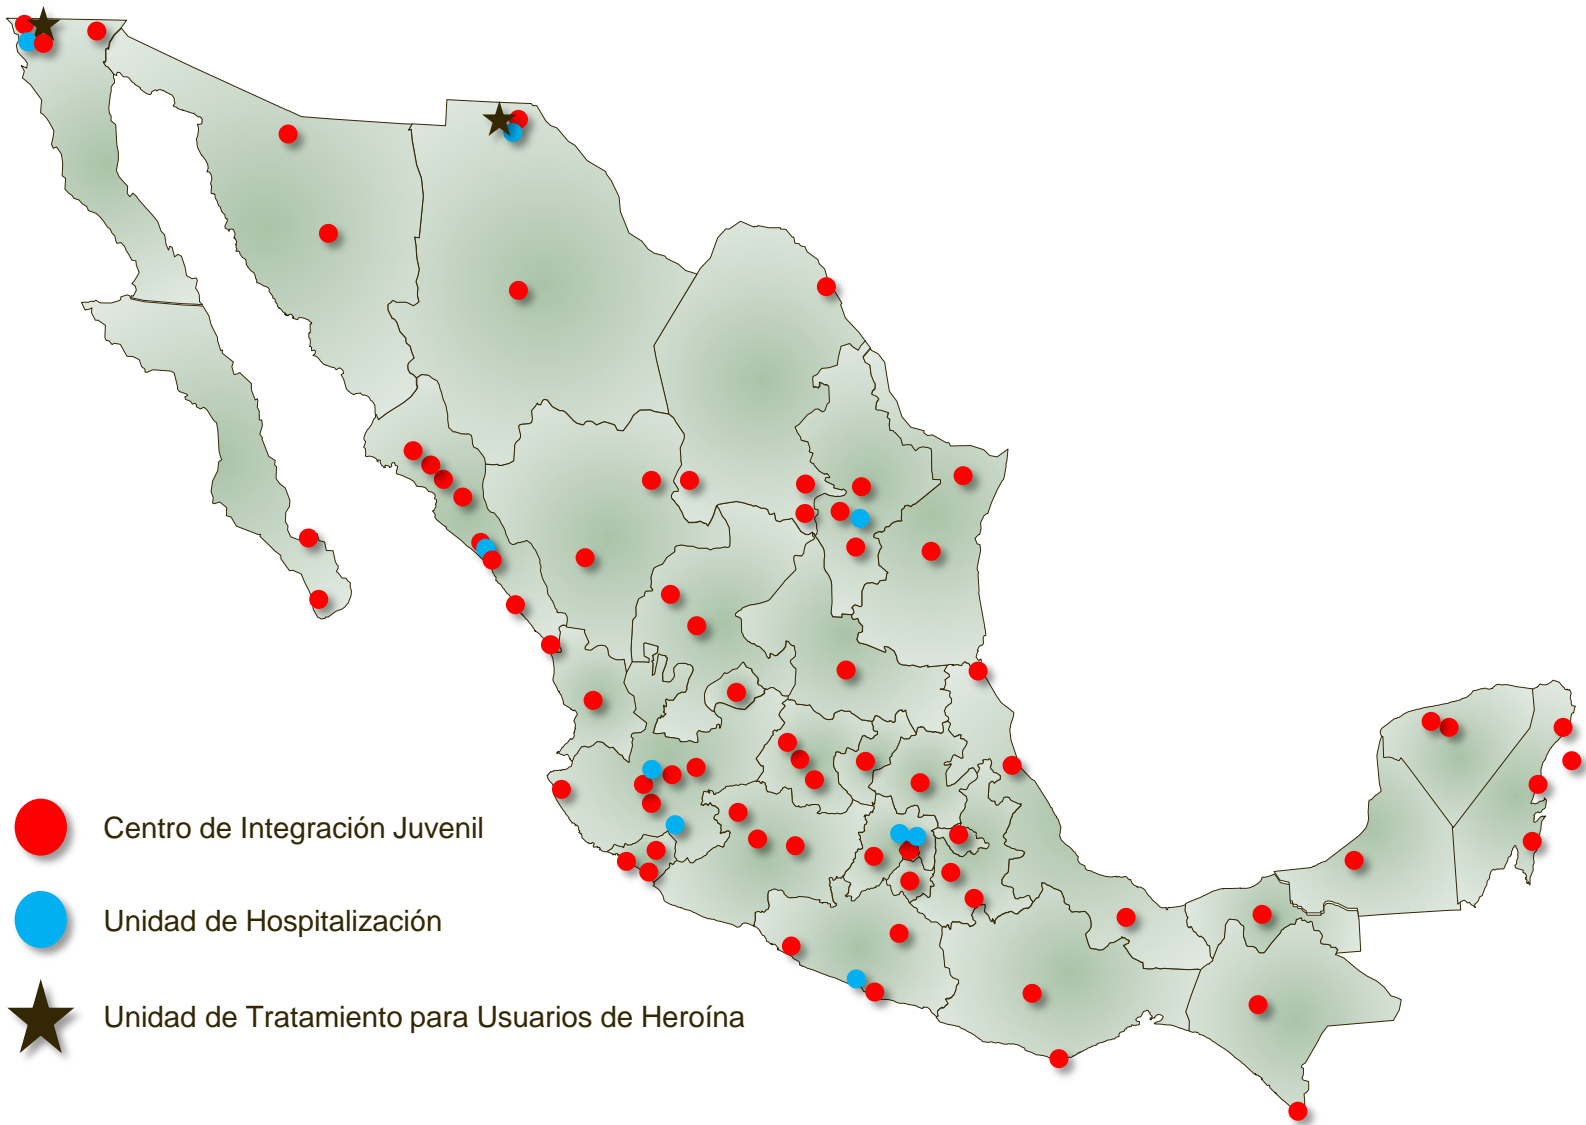 Centro de Integración Juvenil
Unidad de Hospitalización
Unidad de Tratamiento para Usuarios de Heroína